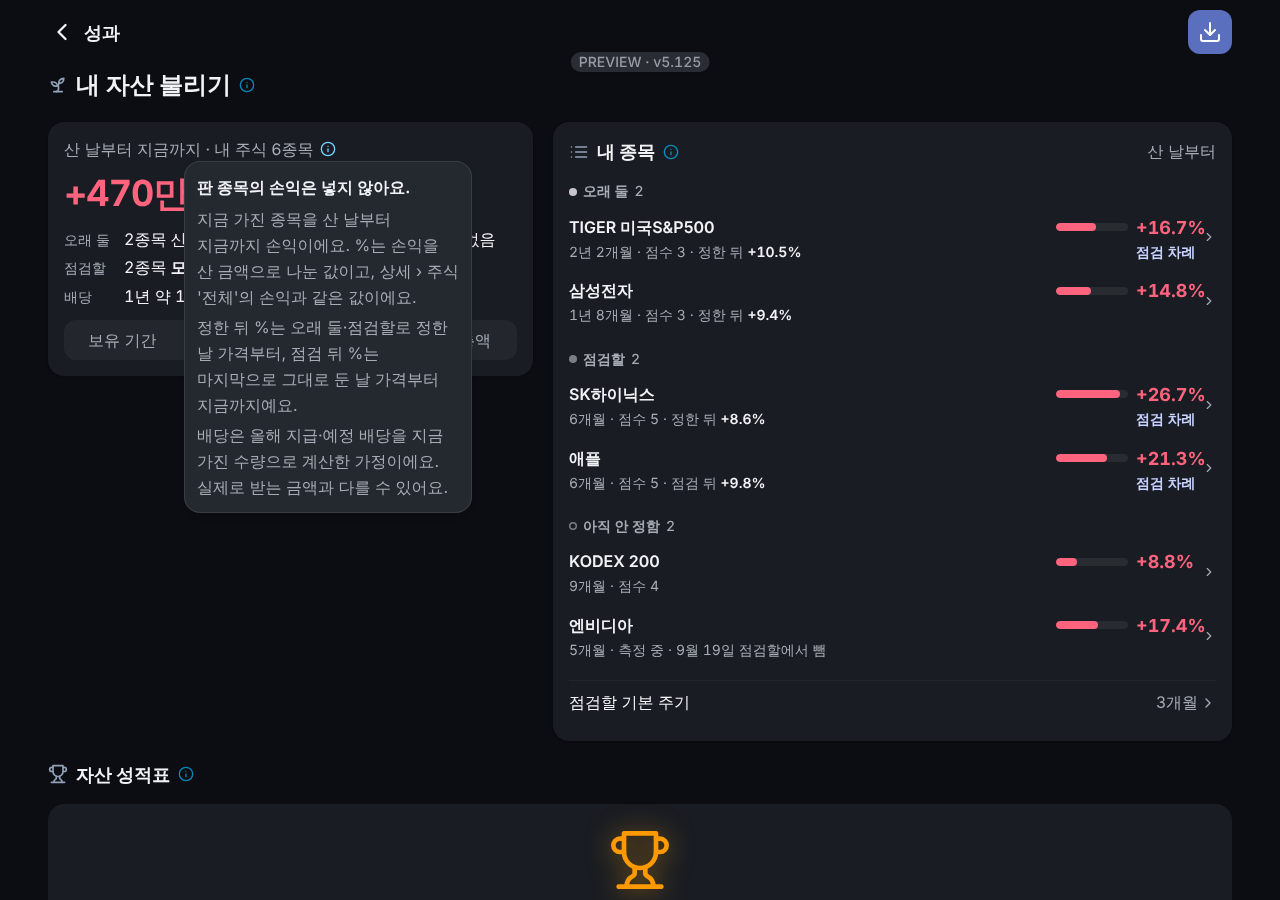 성과
PREVIEW · v5.125
내 자산 불리기
산 날부터 지금까지 · 내 주식 6종목
+470만
오래 둘 2종목 산
없음
점검할 2종목 모
배당 1년 약 1
보유 기간
판 종목의 손익은 넣지 않아요.
지금 가진 종목을 산 날부터
지금까지 손익이에요. %는 손익을
산 금액으로 나눈 값이고, 상세 › 주식
'전체'의 손익과 같은 값이에요.
정한 뒤 %는 오래 둘·점검할로 정한
날 가격부터, 점검 뒤 %는
마지막으로 그대로 둔 날 가격부터
지금까지예요.
배당은 올해 지급·예정 배당을 지금
가진 수량으로 계산한 가정이에요.
실제로 받는 금액과 다를 수 있어요.
내 종목
산 날부터
오래 둘 2
TIGER 미국S&P500
+16.7%
2년 2개월 · 점수 3 · 정한 뒤 +10.5%
점검 차례
삼성전자
+14.8%
1년 8개월 · 점수 3 · 정한 뒤 +9.4%
점검할 2
SK하이닉스
+26.7%
6개월 · 점수 5 · 정한 뒤 +8.6%
점검 차례
애플
+21.3%
6개월 · 점수 5 · 점검 뒤 +9.8%
점검 차례
아직 안 정함 2
KODEX 200
+8.8%
9개월 · 점수 4
엔비디아
+17.4%
5개월 · 측정 중 · 9월 19일 점검할에서 뺌
점검할 기본 주기
3개월
자산 성적표